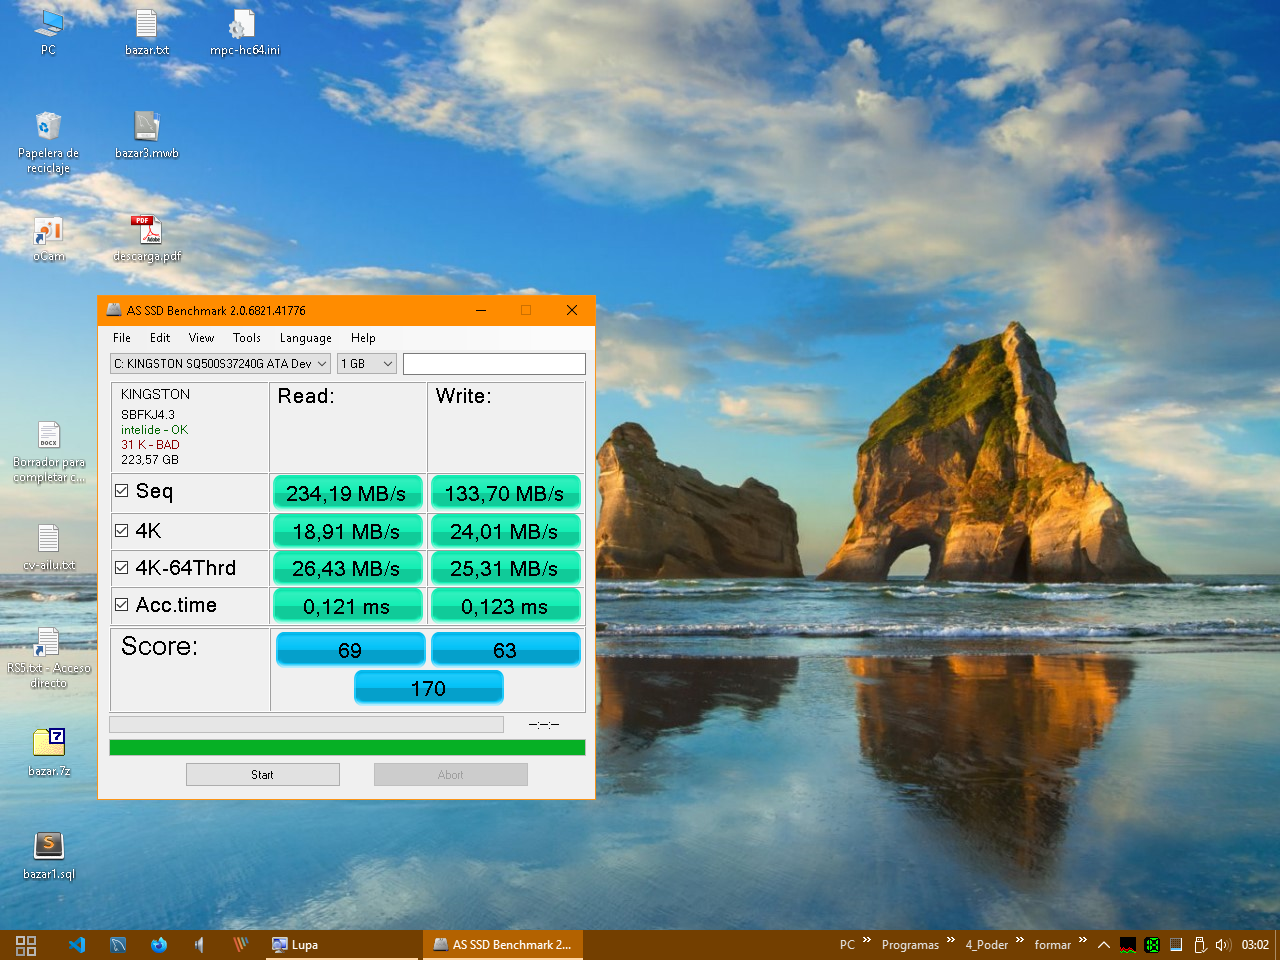 PC
bazar.txt
mpc-hc64.ini
Papelera de
reciclaje
bazar3.mwb
oCam
PDF
Adobe
descarga.pdf
DOCX
Borrador para
completar c...
cv-ailu.txt
RS5.txt - Acceso
directo
7
bazar.7z
S
bazar1.sql
AS SSD Benchmark 2.0.6821.41776
File Edit View Tools Language Help
C: KINGSTON SQ500S37240G ATA Dev 1 GB
KINGSTON
SBFKJ4.3
intelide - OK
31 K - BAD
223,57 GB
Read: Write:
Seq 234,19 MB/s 133,70 MB/s
4K 18,91 MB/s 24,01 MB/s
4K-64Thrd 26,43 MB/s 25,31 MB/s
Acc.time 0,121 ms 0,123 ms
Score: 69 63
170
--:--:--
Start Abort
Lupa AS SSD Benchmark 2... PC » Programas » 4_Poder » formar » 03:02